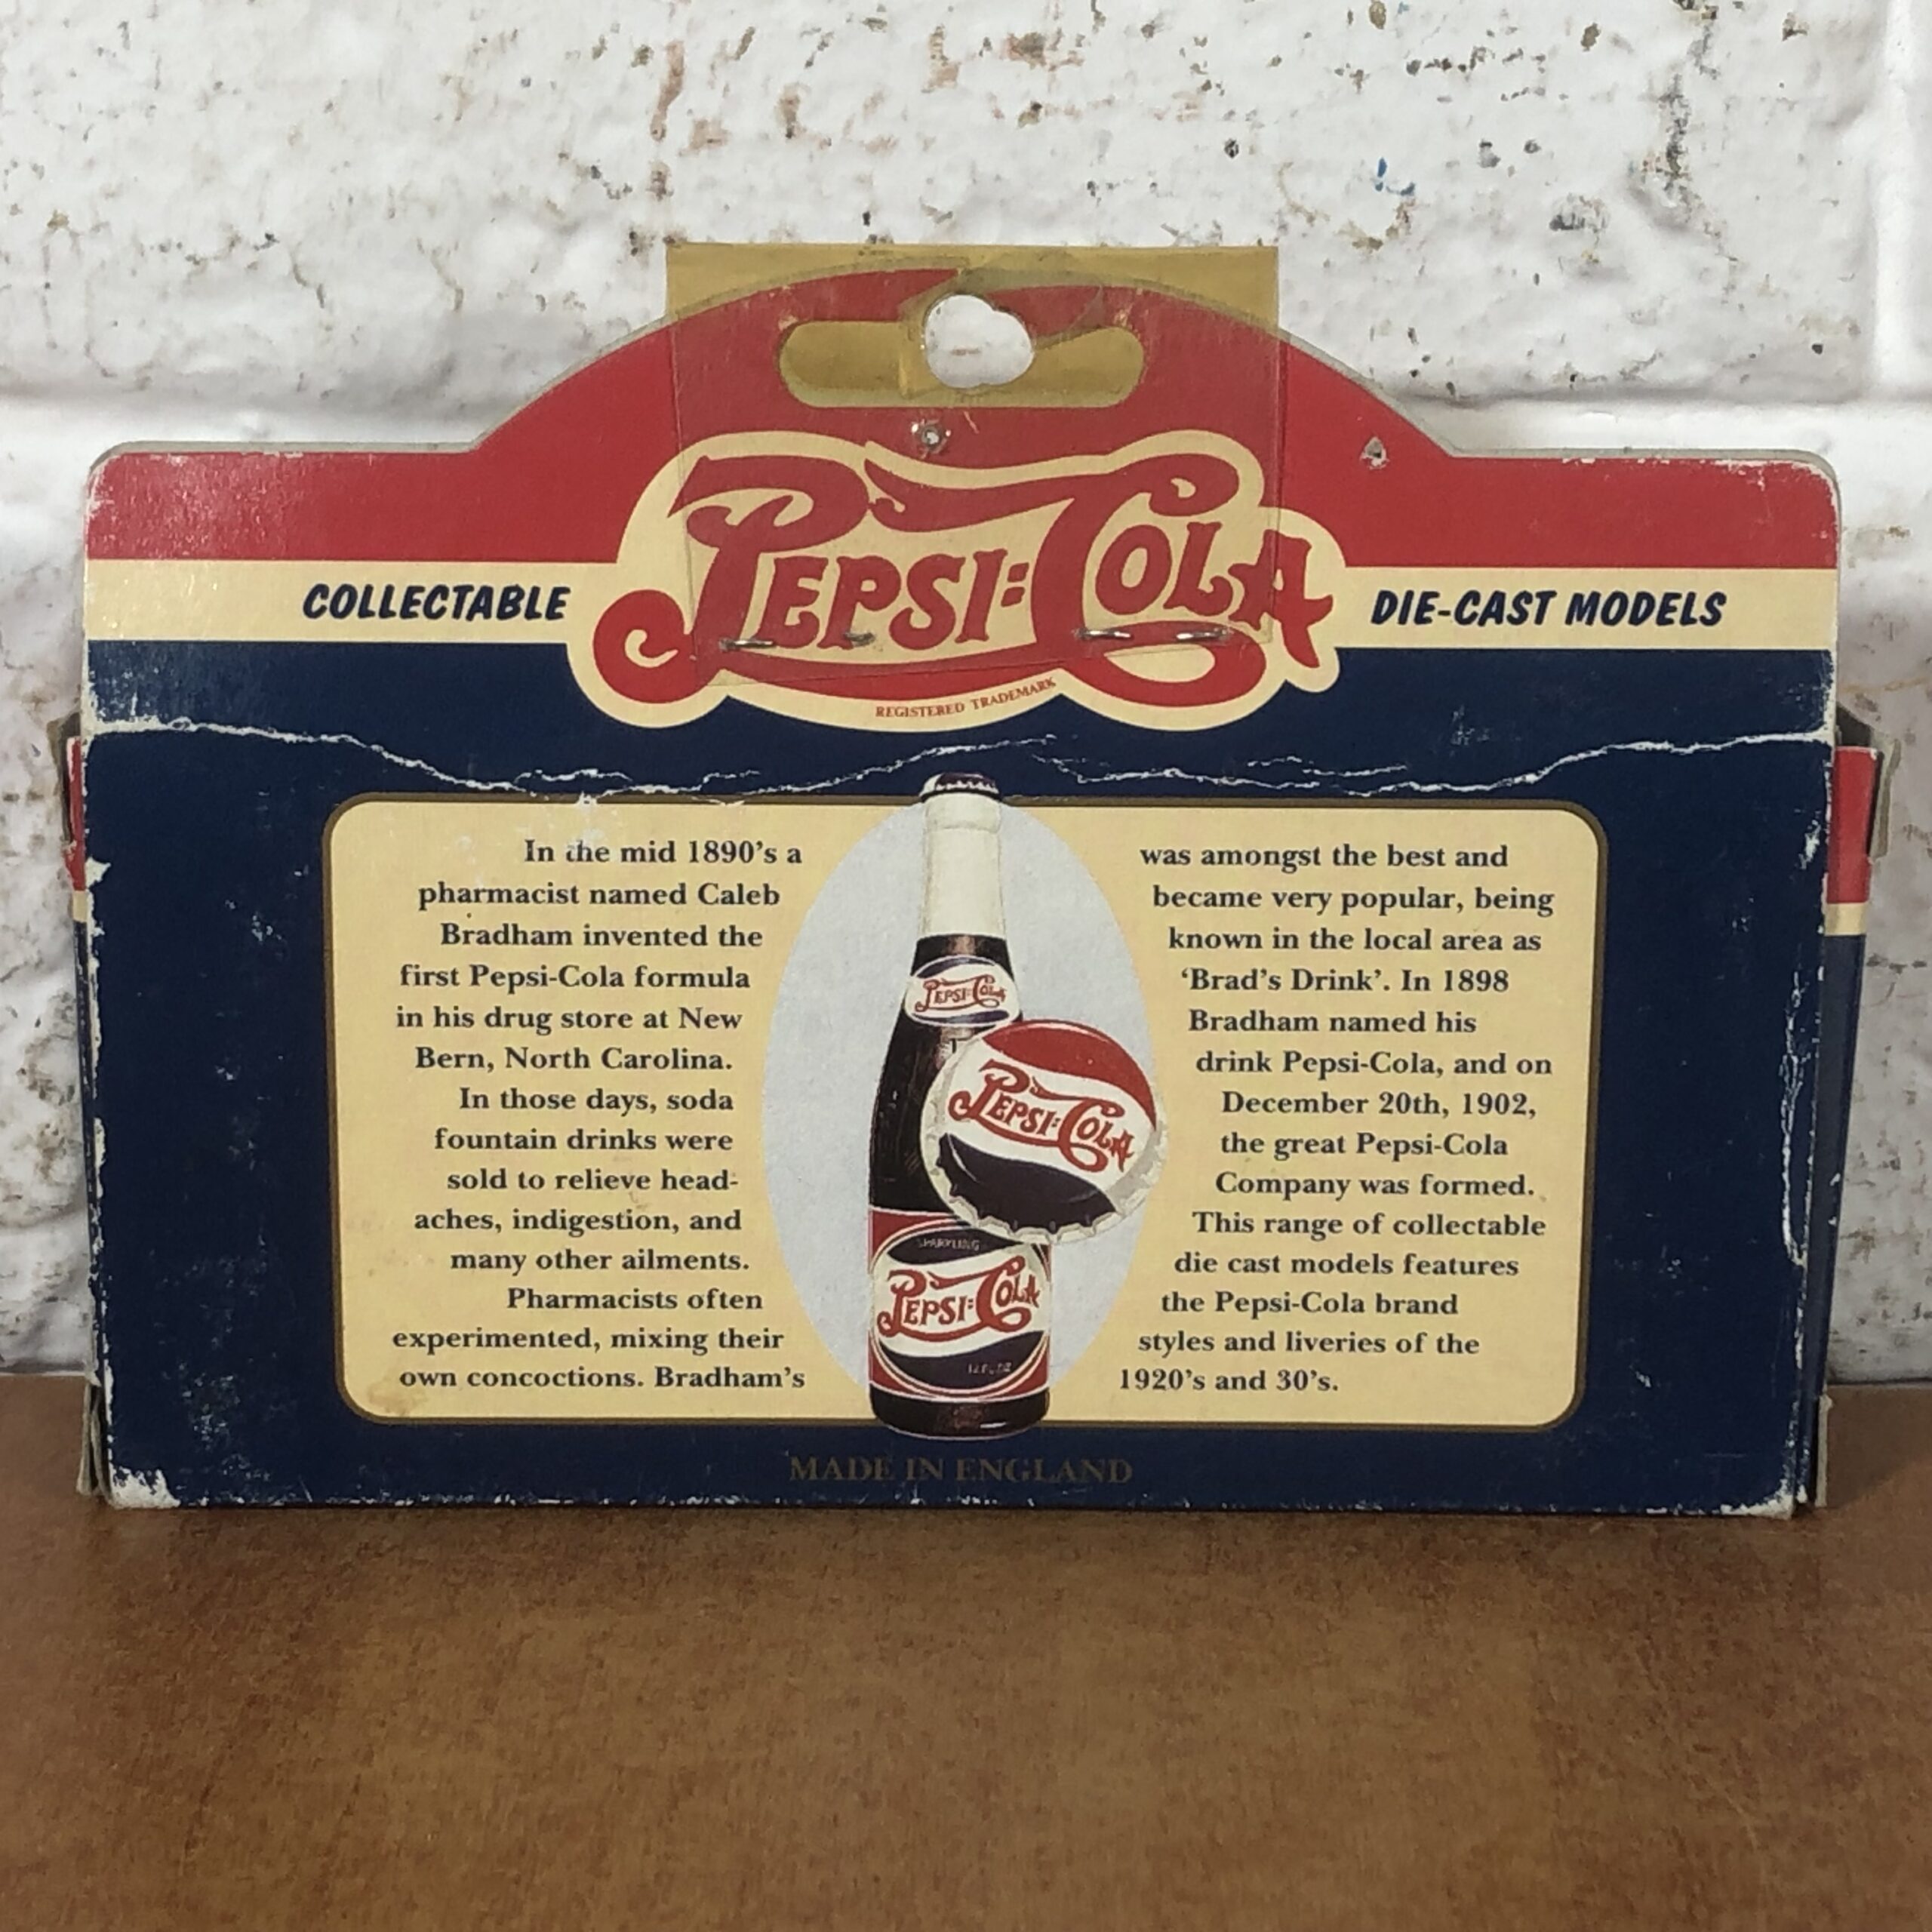 PEPSI:COLA
COLLECTABLE
DIE-CAST MODELS
REGISTERED TRADEMARK
In the mid 1890's a
pharmacist named Caleb
Bradham invented the
first Pepsi-Cola formula
in his drug store at New
Bern, North Carolina.
In those days, soda
fountain drinks were
sold to relieve head-
aches, indigestion, and
many other ailments.
Pharmacists often
experimented, mixing their
own concoctions. Bradham's
PEPSI:COLA
PEPSI:COLA
SPARKLING
PEPSI:COLA
12 FL. OZ
was amongst the best and
became very popular, being
known in the local area as
‘Brad's Drink’. In 1898
Bradham named his
drink Pepsi-Cola, and on
December 20th, 1902,
the great Pepsi-Cola
Company was formed.
This range of collectable
die cast models features
the Pepsi-Cola brand
styles and liveries of the
1920's and 30's.
MADE IN ENGLAND